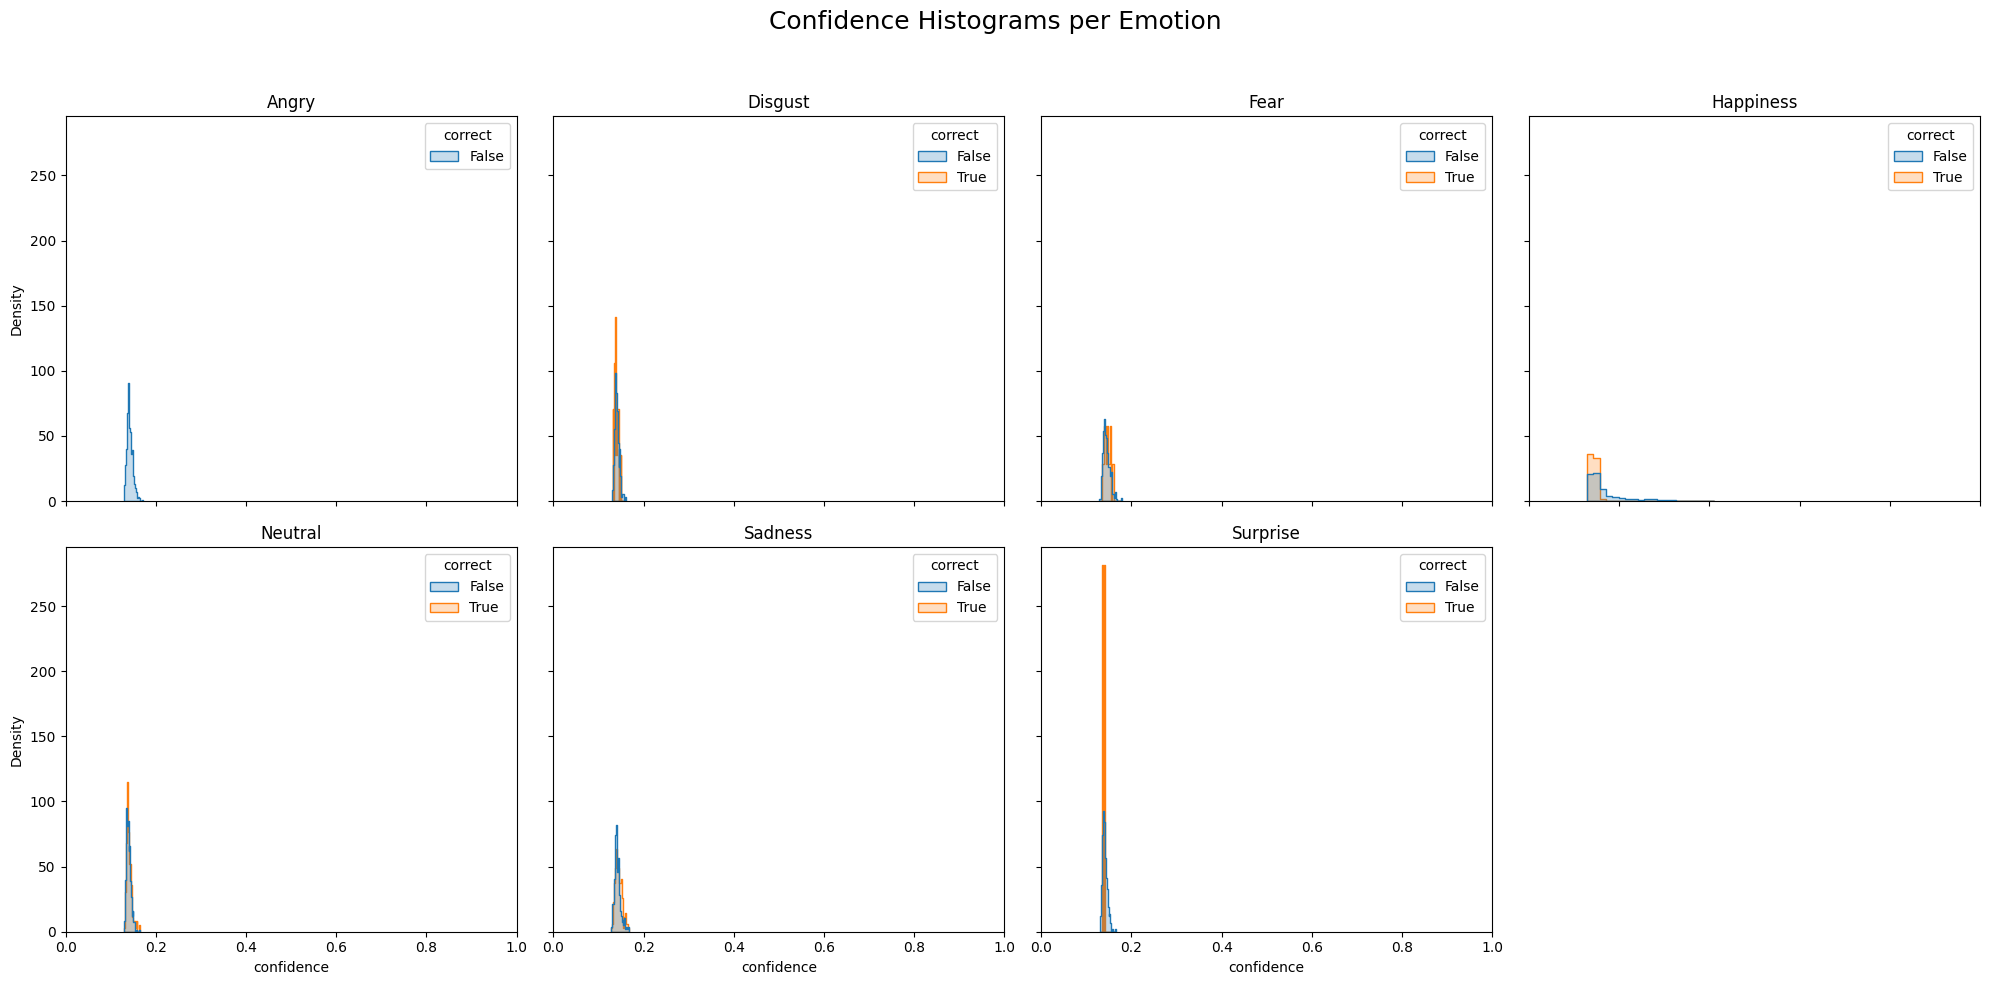 Confidence Histograms per Emotion
Angry
Disgust
Fear
Happiness
correct
False
correct
False
True
correct
False
True
correct
False
True
250
200
150
100
50
0
Density
Neutral
Sadness
Surprise
correct
False
True
correct
False
True
correct
False
True
250
200
150
100
50
0
Density
0.0 0.2 0.4 0.6 0.8 1.0
confidence
0.0 0.2 0.4 0.6 0.8 1.0
confidence
0.0 0.2 0.4 0.6 0.8 1.0
confidence